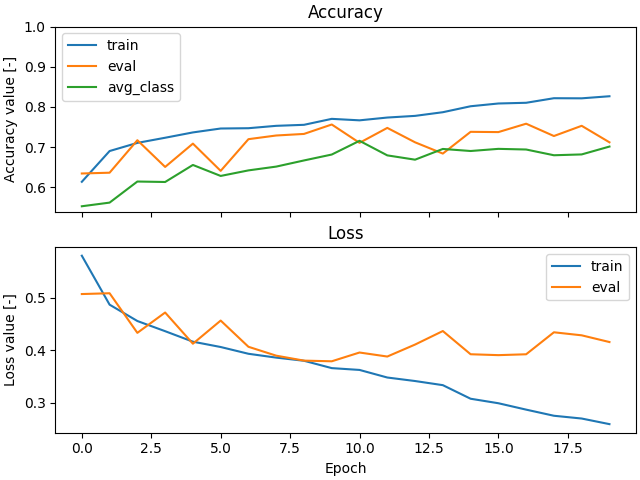 Accuracy
1.0
0.9
0.8
0.7
0.6
Accuracy value [-]
train
eval
avg_class
Loss
0.5
0.4
0.3
Loss value [-]
train
eval
0.0 2.5 5.0 7.5 10.0 12.5 15.0 17.5
Epoch